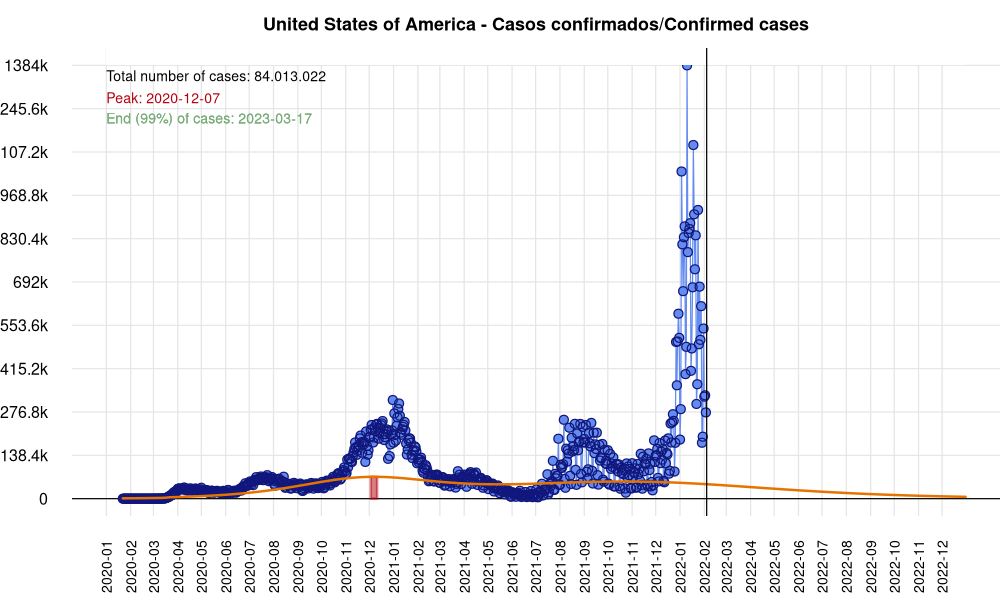 United States of America - Casos confirmados/Confirmed cases
Total number of cases: 84.013.022
Peak: 2020-12-07
End (99%) of cases: 2023-03-17
1384k
245.6k
107.2k
968.8k
830.4k
692k
553.6k
415.2k
276.8k
138.4k
0
2020-01
2020-02
2020-03
2020-04
2020-05
2020-06
2020-07
2020-08
2020-09
2020-10
2020-11
2020-12
2021-01
2021-02
2021-03
2021-04
2021-05
2021-06
2021-07
2021-08
2021-09
2021-10
2021-11
2021-12
2022-01
2022-02
2022-03
2022-04
2022-05
2022-06
2022-07
2022-08
2022-09
2022-10
2022-11
2022-12